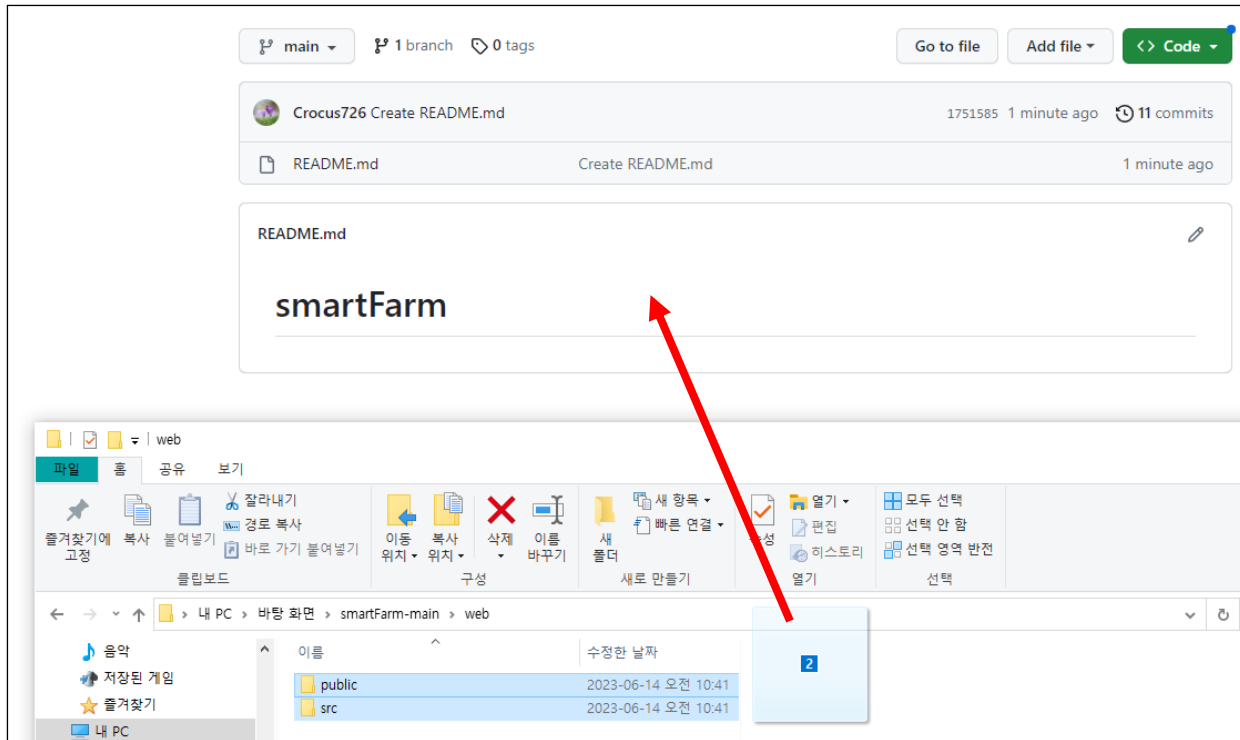 main 1 branch 0 tags Go to file Add file <> Code
Crocus726 Create README.md 1751585 1 minute ago 11 commits
README.md Create README.md 1 minute ago
README.md
smartFarm
web
파일 홈 공유 보기
즐겨찾기에 고정
복사
붙여넣기
잘라내기
경로 복사
바로 가기 붙여넣기
클립보드
이동 위치
복사 위치
삭제
이름 바꾸기
구성
새 폴더
새 항목
빠른 연결
새로 만들기
열기
편집
히스토리
열기
모두 선택
선택 안 함
선택 영역 반전
선택
내 PC > 바탕 화면 > smartFarm-main > web
음악
저장된 게임
즐겨찾기
내 PC
이름 수정한 날짜
public 2023-06-14 오전 10:41
src 2023-06-14 오전 10:41
2